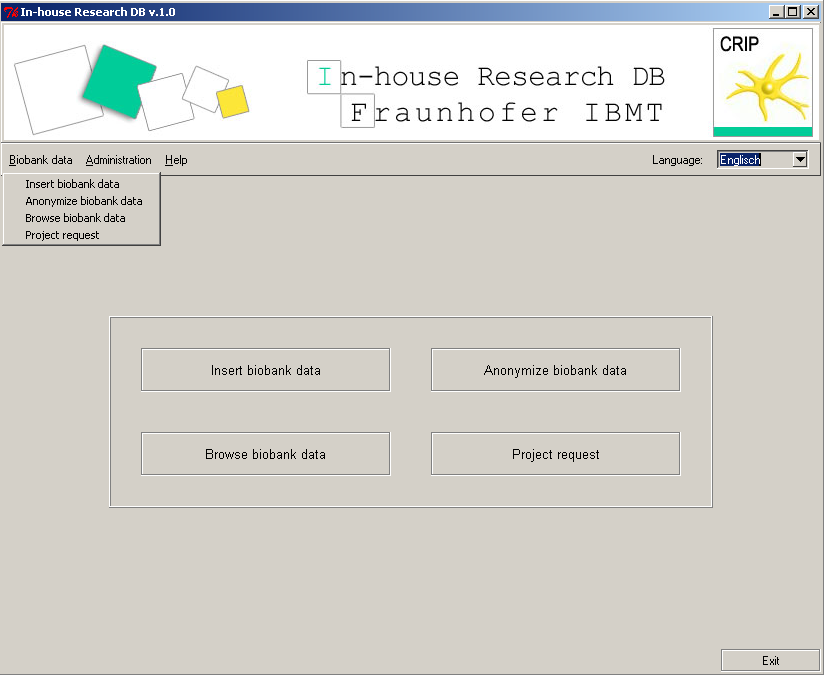 In-house Research DB v.1.0
In-house Research DB
Fraunhofer IBMT
CRIP
Biobank data Administration Help Language: Englisch
Insert biobank data
Anonymize biobank data
Browse biobank data
Project request
Insert biobank data Anonymize biobank data
Browse biobank data Project request
Exit